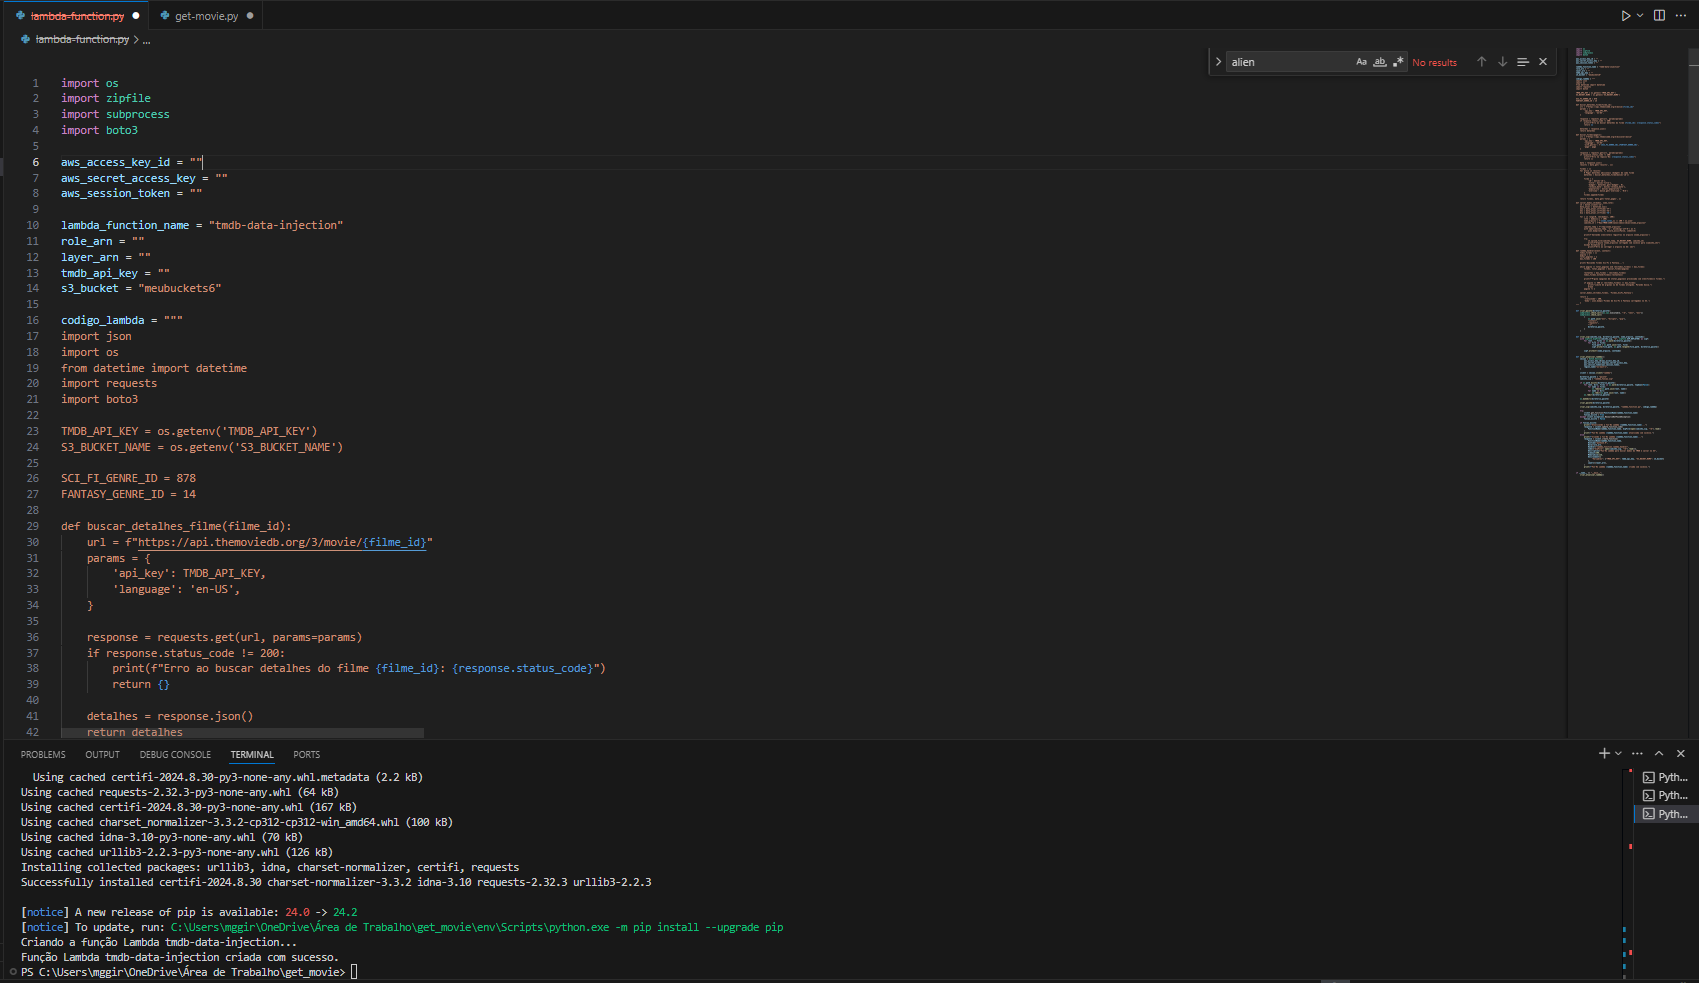 lambda-function.py
get-movie.py
lambda-function.py > ...
alien
Aa
ab
No results
1 import os
2 import zipfile
3 import subprocess
4 import boto3
5
6 aws_access_key_id = ""
7 aws_secret_access_key = ""
8 aws_session_token = ""
9
10 lambda_function_name = "tmdb-data-injection"
11 role_arn = ""
12 layer_arn = ""
13 tmdb_api_key = ""
14 s3_bucket = "meubuckets6"
15
16 codigo_lambda = """
17 import json
18 import os
19 from datetime import datetime
20 import requests
21 import boto3
22
23 TMDB_API_KEY = os.getenv('TMDB_API_KEY')
24 S3_BUCKET_NAME = os.getenv('S3_BUCKET_NAME')
25
26 SCI_FI_GENRE_ID = 878
27 FANTASY_GENRE_ID = 14
28
29 def buscar_detalhes_filme(filme_id):
30 url = f"https://api.themoviedb.org/3/movie/{filme_id}"
31 params = {
32 'api_key': TMDB_API_KEY,
33 'language': 'en-US',
34 }
35
36 response = requests.get(url, params=params)
37 if response.status_code != 200:
38 print(f"Erro ao buscar detalhes do filme {filme_id}: {response.status_code}")
39 return {}
40
41 detalhes = response.json()
42 return detalhes
PROBLEMS OUTPUT DEBUG CONSOLE TERMINAL PORTS
Using cached certifi-2024.8.30-py3-none-any.whl.metadata (2.2 kB)
Using cached requests-2.32.3-py3-none-any.whl (64 kB)
Using cached certifi-2024.8.30-py3-none-any.whl (167 kB)
Using cached charset_normalizer-3.3.2-cp312-cp312-win_amd64.whl (100 kB)
Using cached idna-3.10-py3-none-any.whl (70 kB)
Using cached urllib3-2.2.3-py3-none-any.whl (126 kB)
Installing collected packages: urllib3, idna, charset-normalizer, certifi, requests
Successfully installed certifi-2024.8.30 charset-normalizer-3.3.2 idna-3.10 requests-2.32.3 urllib3-2.2.3
[notice] A new release of pip is available: 24.0 -> 24.2
[notice] To update, run: C:\Users\mggir\OneDrive\Área de Trabalho\get_movie\env\Scripts\python.exe -m pip install --upgrade pip
Criando a função Lambda tmdb-data-injection...
Função Lambda tmdb-data-injection criada com sucesso.
PS C:\Users\mggir\OneDrive\Área de Trabalho\get_movie>
Pyth...
Pyth...
Pyth...